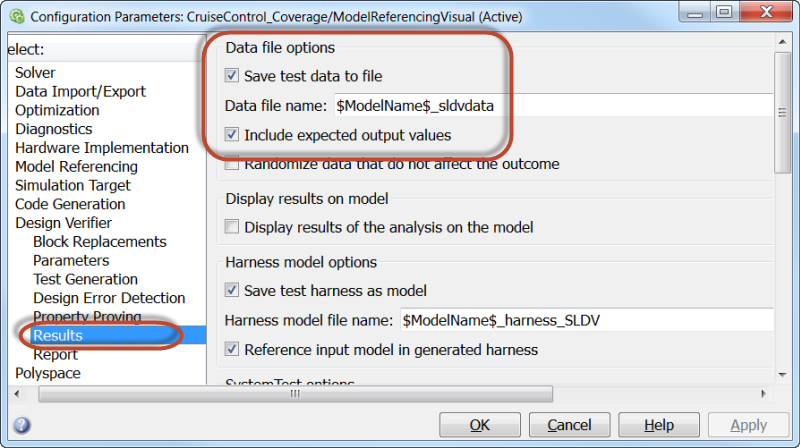 Configuration Parameters: CruiseControl_Coverage/ModelReferencingVisual (Active)
elect:
Solver
Data Import/Export
Optimization
Diagnostics
Hardware Implementation
Model Referencing
Simulation Target
Code Generation
Design Verifier
Block Replacements
Parameters
Test Generation
Design Error Detection
Property Proving
Results
Report
Polyspace
Data file options
Save test data to file
Data file name: $ModelName$_sldvdata
Include expected output values
Randomize data that do not affect the outcome
Display results on model
Display results of the analysis on the model
Harness model options
Save test harness as model
Harness model file name: $ModelName$_harness_SLDV
Reference input model in generated harness
SystemTest options
OK Cancel Help Apply